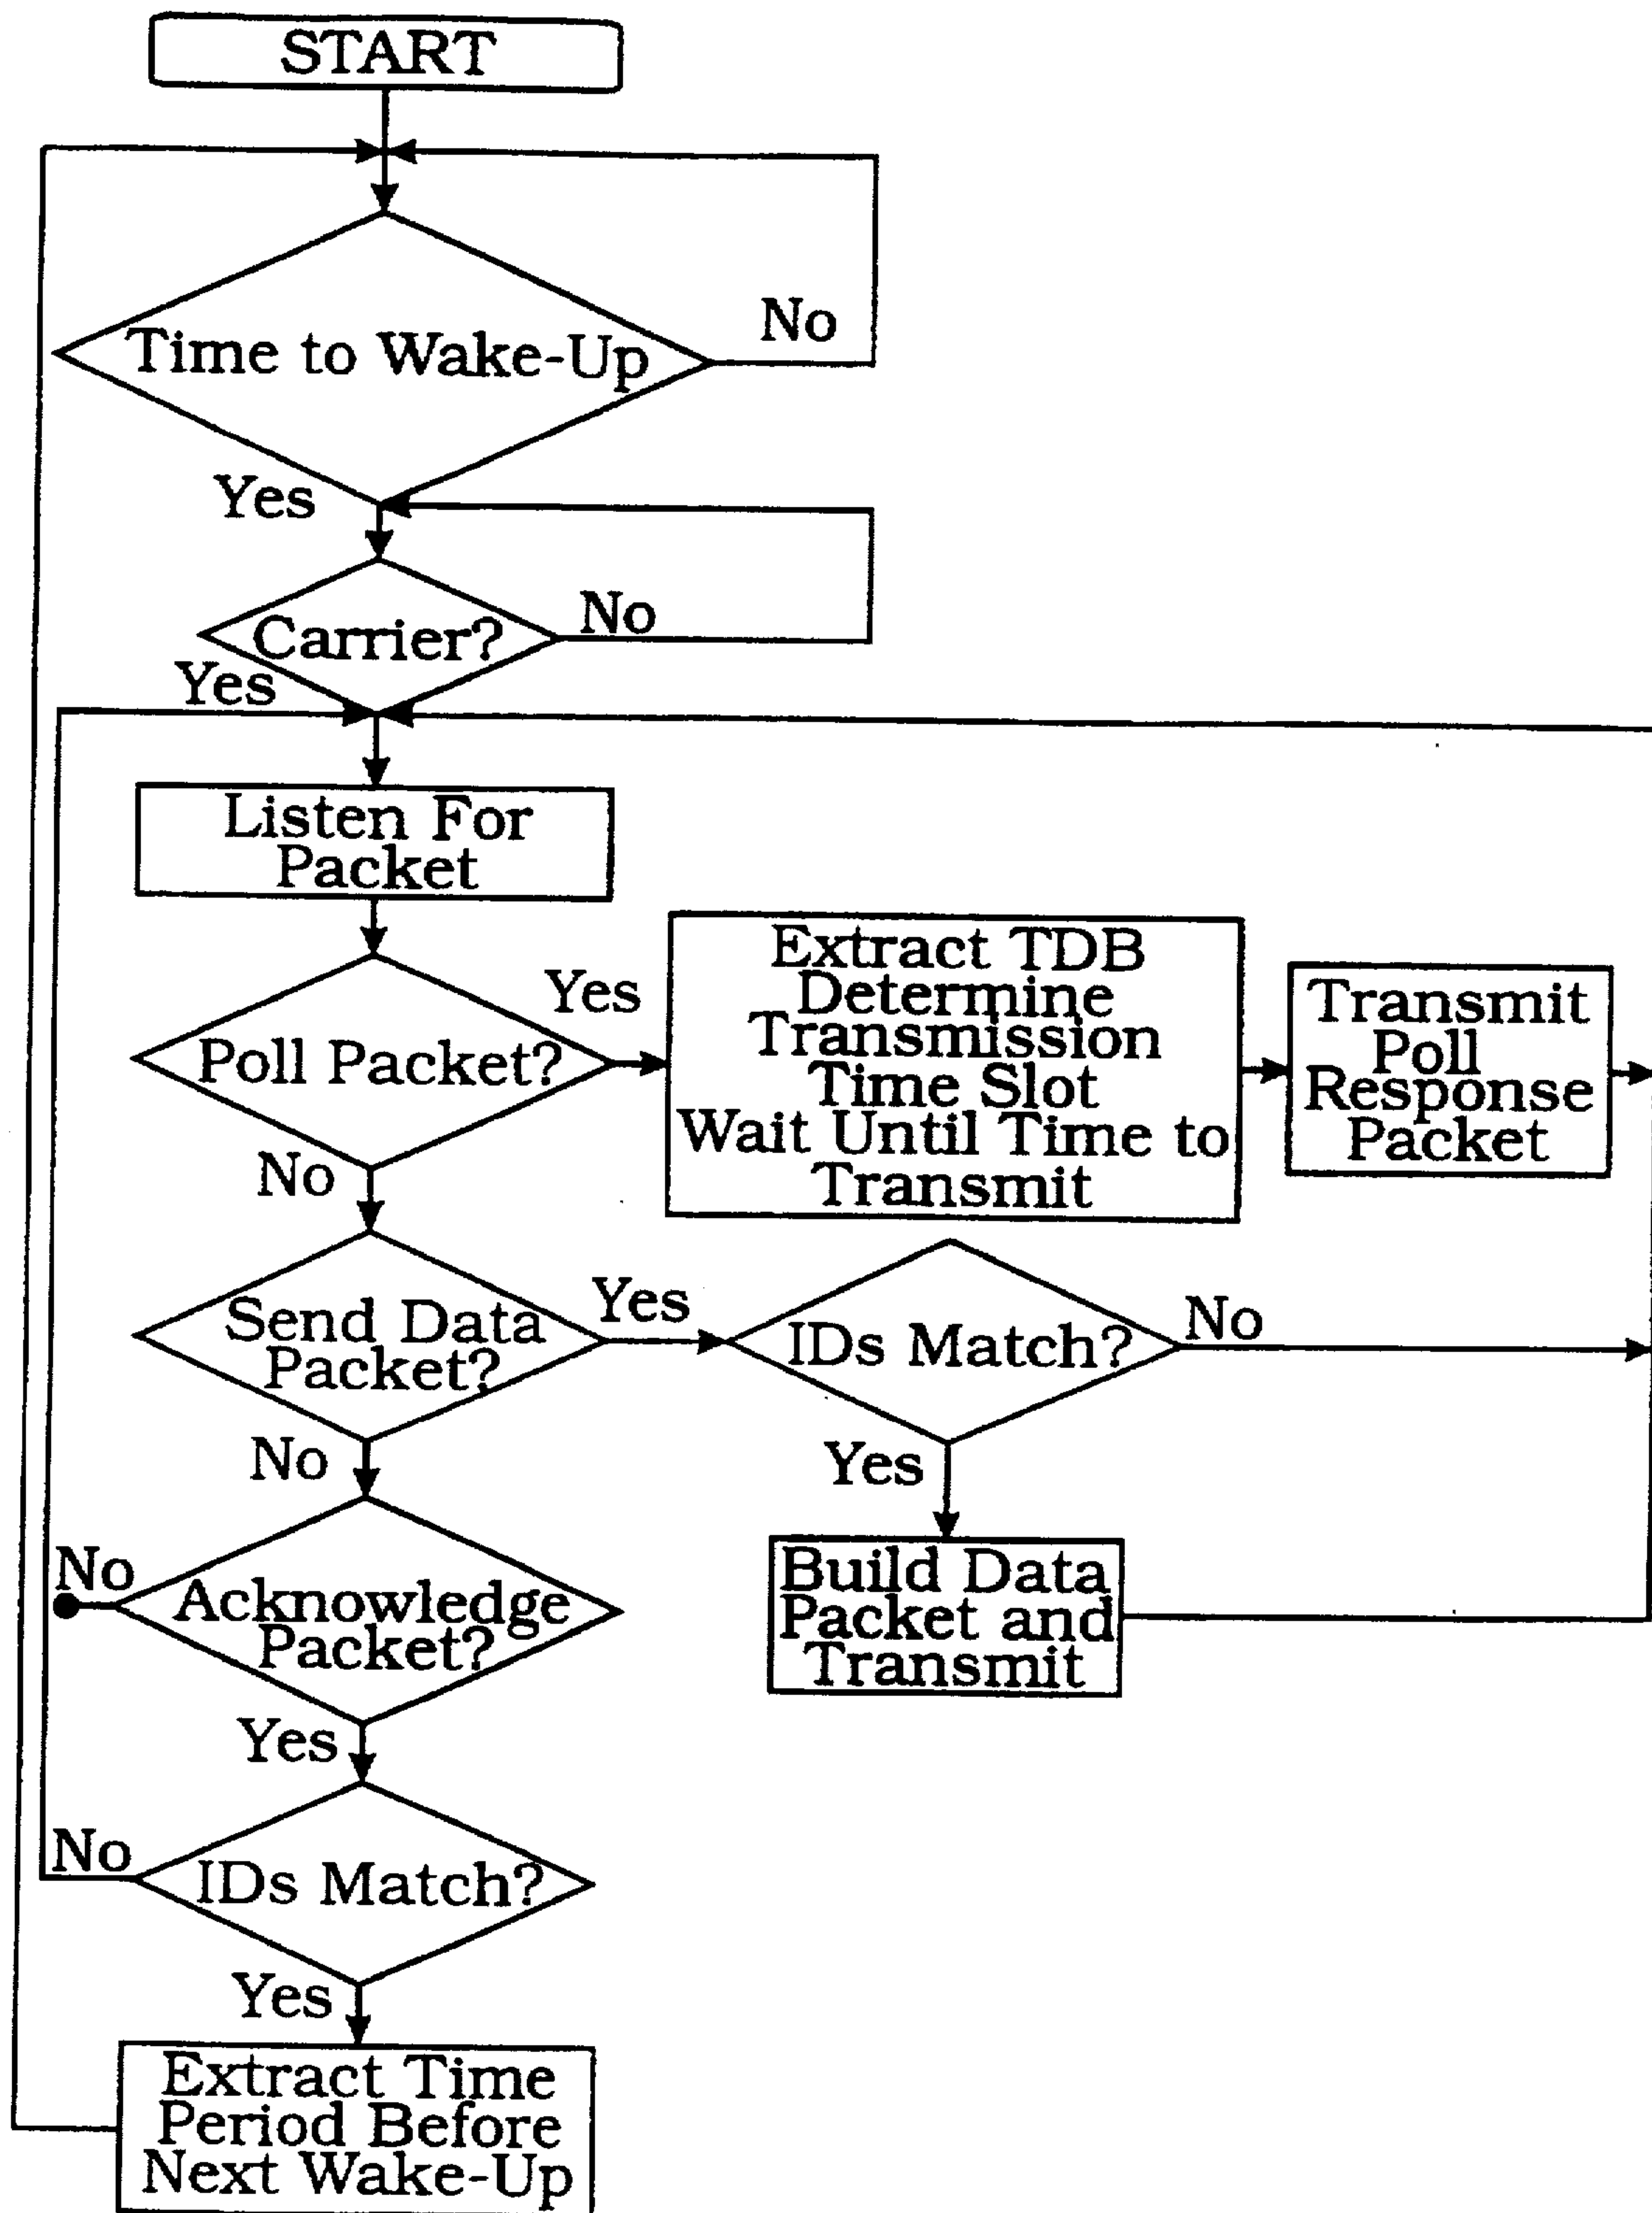 START
Time to Wake-Up
No
Yes
Carrier?
No
Yes
Listen For
Packet
Poll Packet?
Yes
No
Extract TDB
Determine
Transmission
Time Slot
Wait Until Time to
Transmit
Transmit
Poll
Response
Packet
Send Data
Packet?
Yes
No
IDs Match?
No
Yes
Build Data
Packet and
Transmit
Acknowledge
Packet?
No
Yes
IDs Match?
No
Yes
Extract Time
Period Before
Next Wake-Up